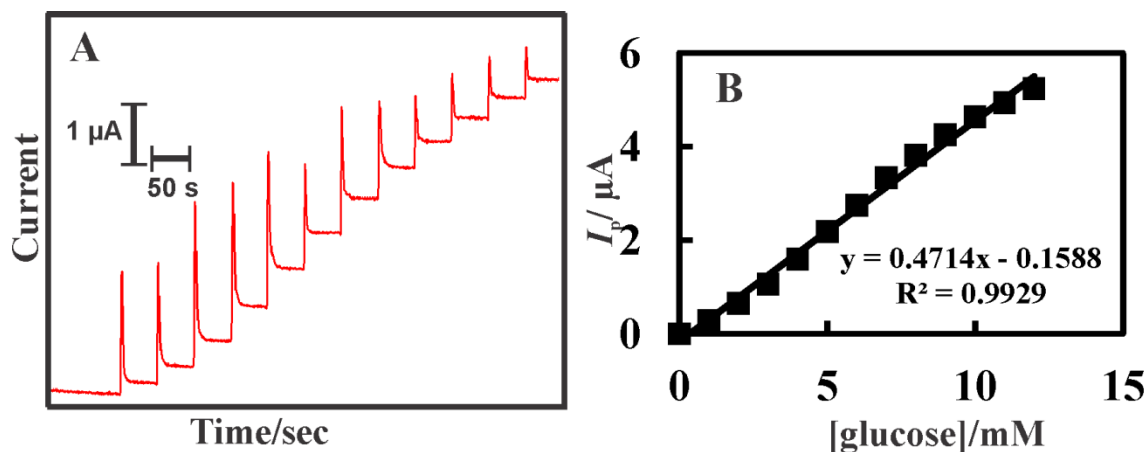 A
1 µA
50 s
Current
Time/sec
B
6
4
2
0
Ip/ µA
y = 0.4714x - 0.1588
R² = 0.9929
0 5 10 15
[glucose]/mM